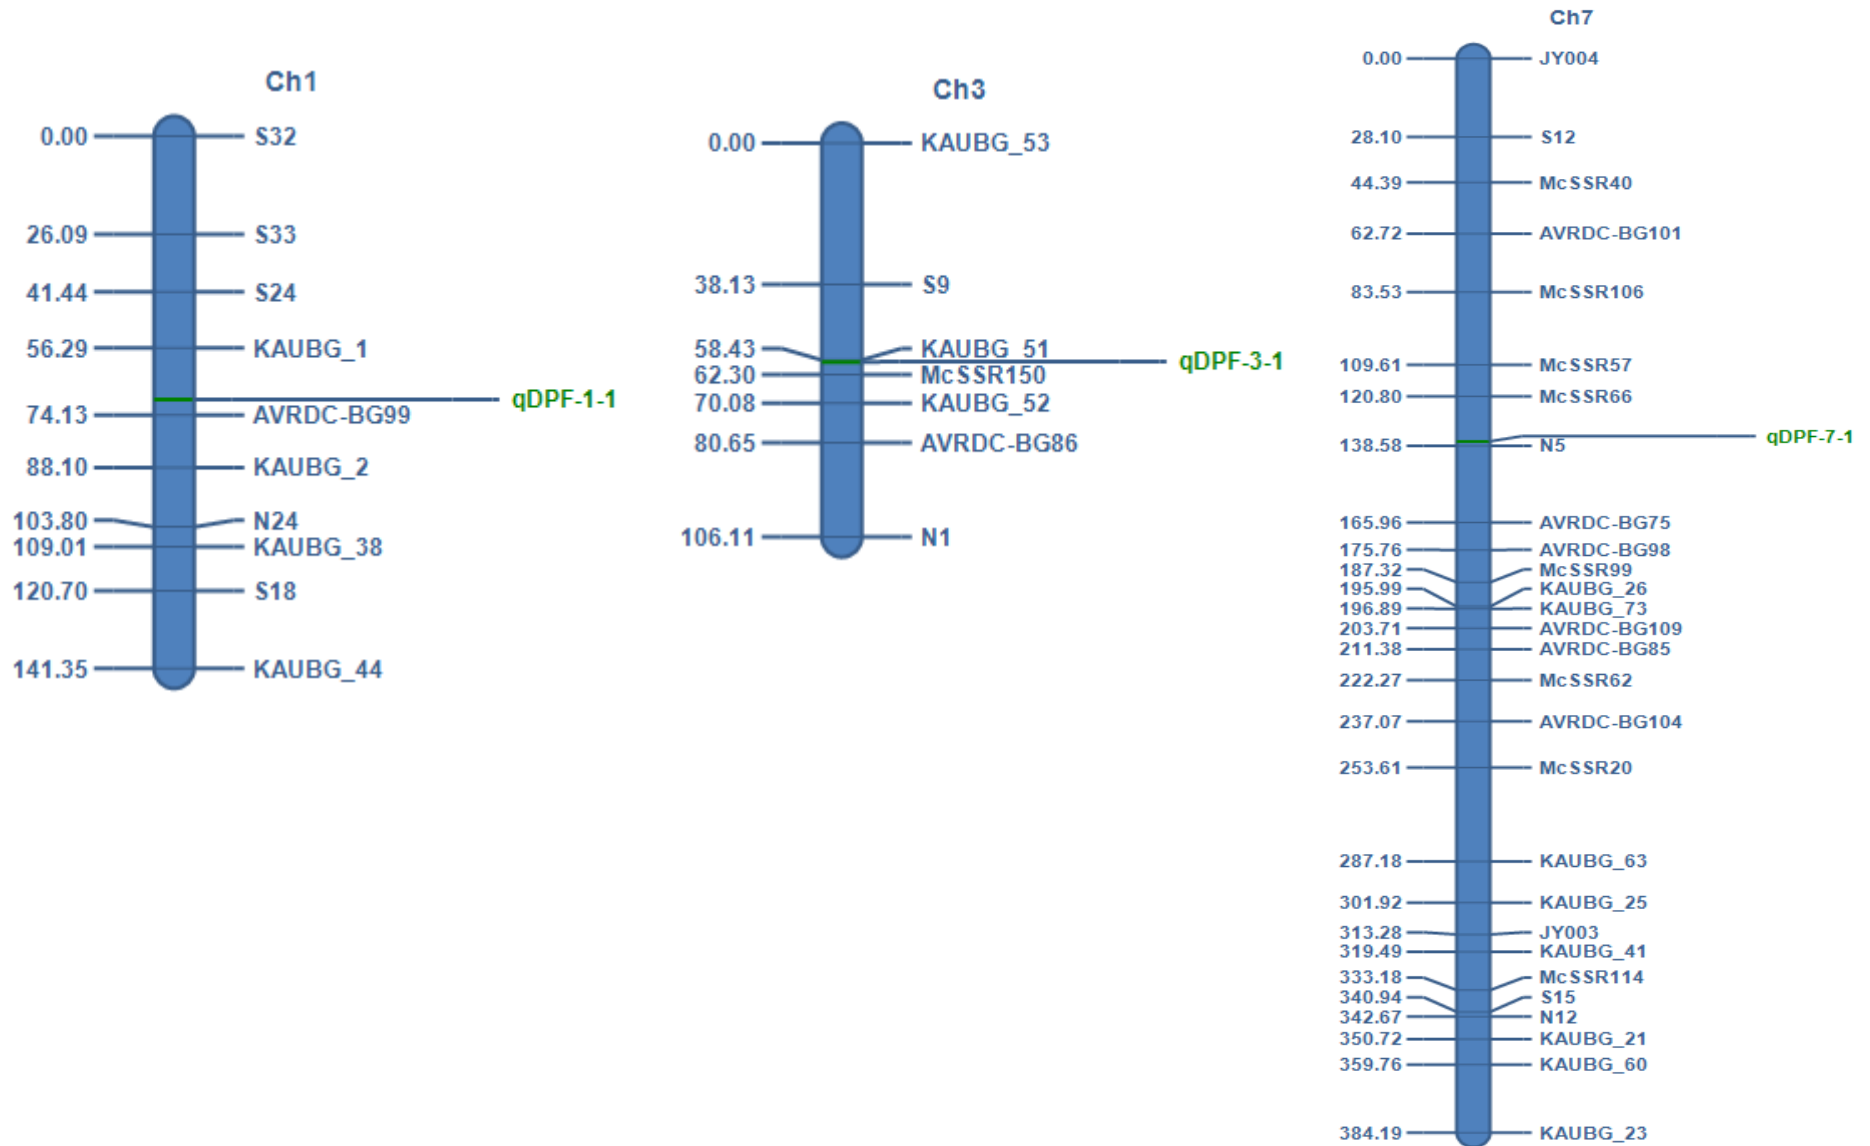 Ch1
0.00 S32
26.09 S33
41.44 S24
56.29 KAUBG_1
qDPF-1-1
74.13 AVRDC-BG99
88.10 KAUBG_2
103.80 N24
109.01 KAUBG_38
120.70 S18
141.35 KAUBG_44
Ch3
0.00 KAUBG_53
38.13 S9
58.43 KAUBG_51
qDPF-3-1
62.30 McSSR150
70.08 KAUBG_52
80.65 AVRDC-BG86
106.11 N1
Ch7
0.00 JY004
28.10 S12
44.39 McSSR40
62.72 AVRDC-BG101
83.53 McSSR106
109.61 McSSR57
120.80 McSSR66
qDPF-7-1
138.58 N5
165.96 AVRDC-BG75
175.76 AVRDC-BG98
187.32 McSSR99
195.99 KAUBG_26
196.89 KAUBG_73
203.71 AVRDC-BG109
211.38 AVRDC-BG85
222.27 McSSR62
237.07 AVRDC-BG104
253.61 McSSR20
287.18 KAUBG_63
301.92 KAUBG_25
313.28 JY003
319.49 KAUBG_41
333.18 McSSR114
340.94 S15
342.67 N12
350.72 KAUBG_21
359.76 KAUBG_60
384.19 KAUBG_23